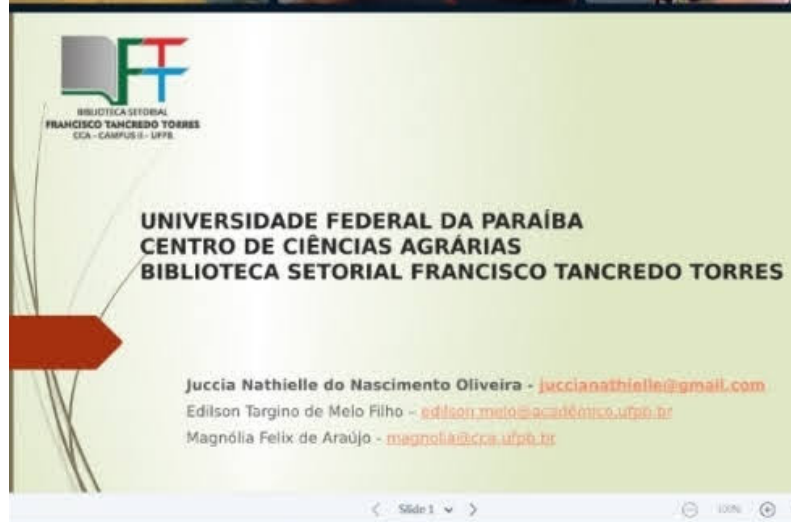 BIBLIOTECA SETORIAL
FRANCISCO TANCREDO TORRES
CCA - CAMPUS II - UFPB
UNIVERSIDADE FEDERAL DA PARAÍBA
CENTRO DE CIÊNCIAS AGRÁRIAS
BIBLIOTECA SETORIAL FRANCISCO TANCREDO TORRES
Juccia Nathielle do Nascimento Oliveira - juccianathielle@gmail.com
Edilson Targino de Melo Filho – edilson.melo@acadêmico.ufpb.br
Magnólia Felix de Araújo - magnolia@cca.ufpb.br
Slide 1
100%